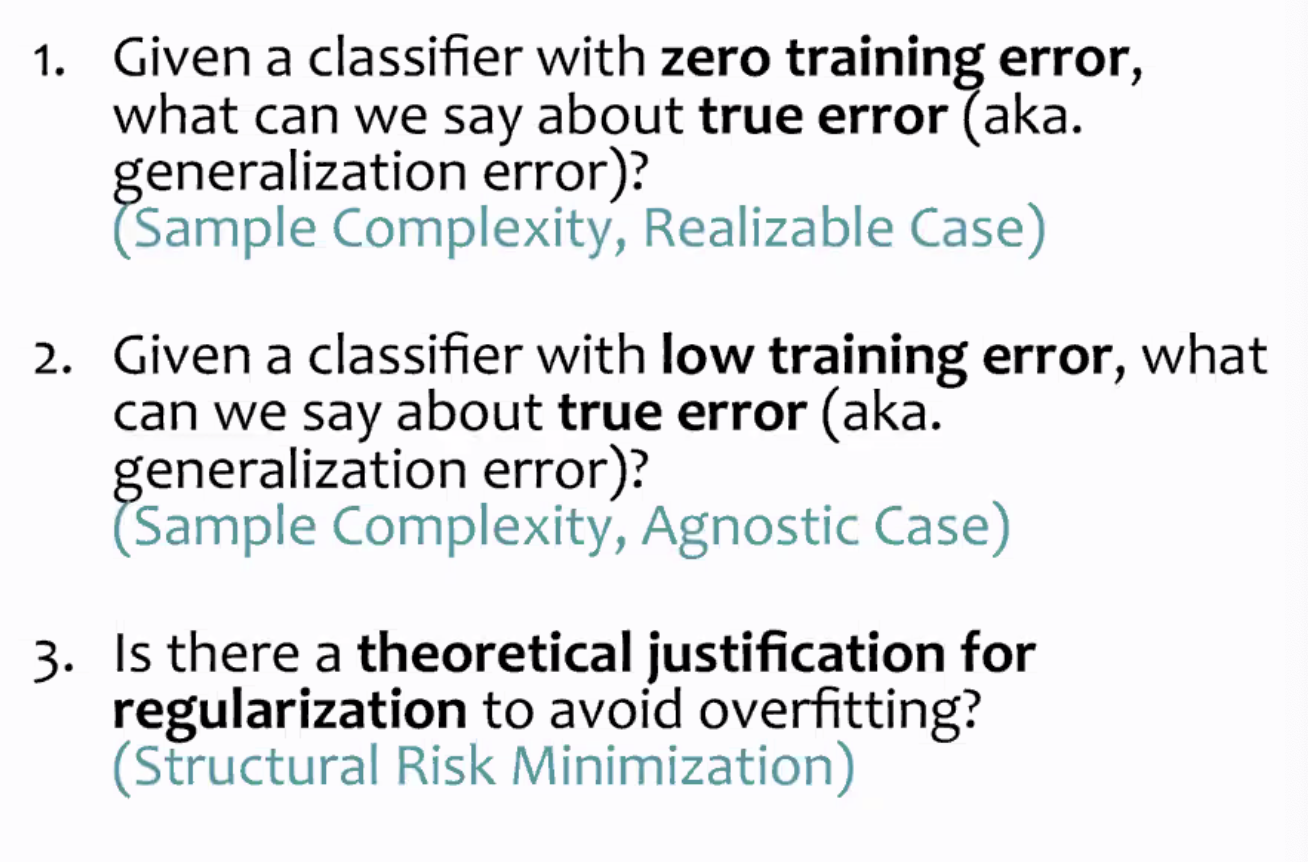 1. Given a classifier with zero training error,
what can we say about true error (aka.
generalization error)?
(Sample Complexity, Realizable Case)
2. Given a classifier with low training error, what
can we say about true error (aka.
generalization error)?
(Sample Complexity, Agnostic Case)
3. Is there a theoretical justification for
regularization to avoid overfitting?
(Structural Risk Minimization)